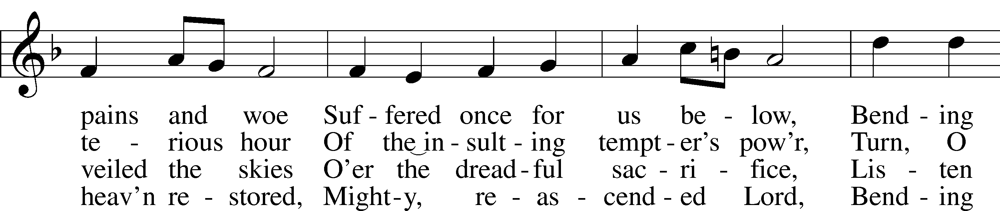 pains and woe Suf - fered once for us be - low, Bend - ing
te - rious hour Of the in - sult - ing tempt - er's pow'r, Turn, O
veiled the skies O'er the dread - ful sac - ri - fice, Lis - ten
heav'n re - stored, Might - y, re - as - cend - ed Lord, Bend - ing